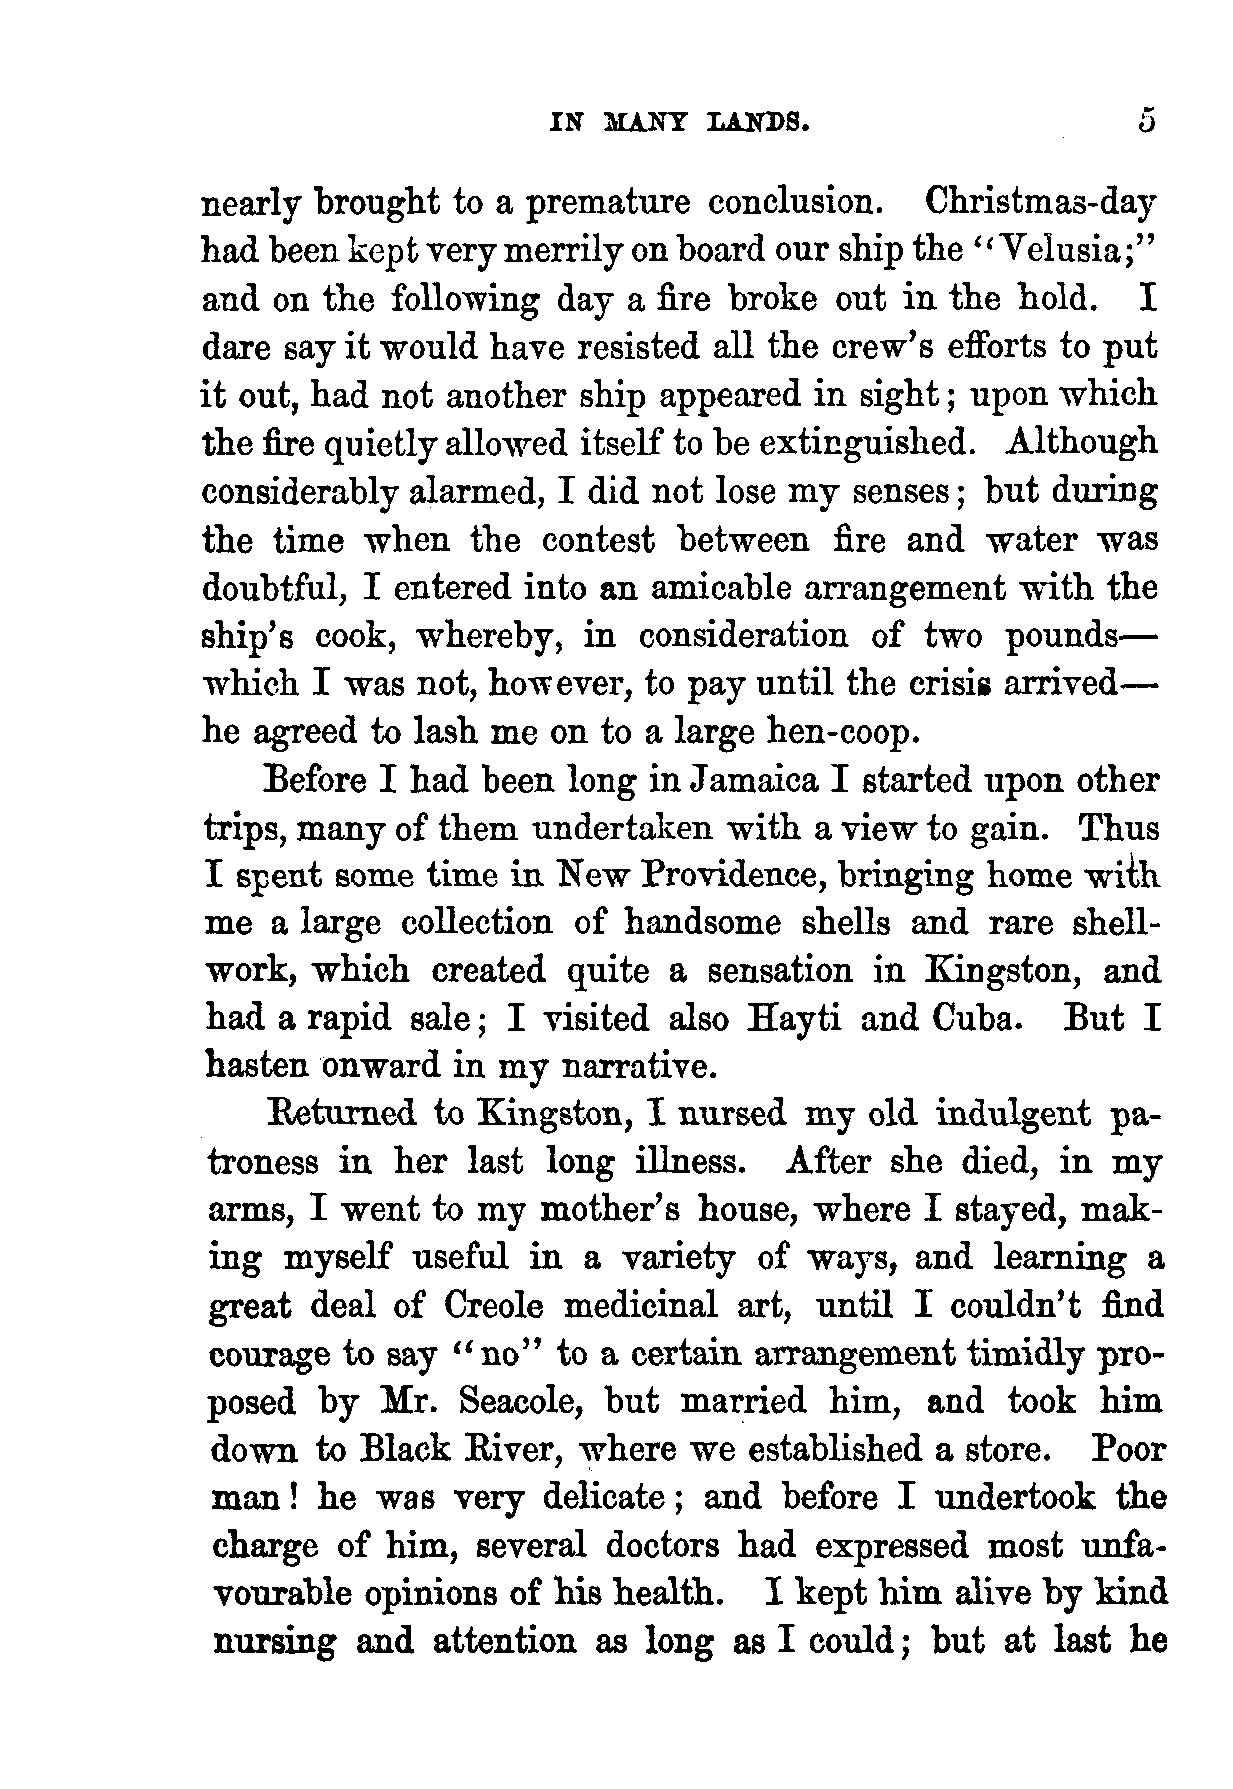 IN MANY LANDS. 5
nearly brought to a premature conclusion. Christmas-day
had been kept very merrily on board our ship the “Velusia;”
and on the following day a fire broke out in the hold. I
dare say it would have resisted all the crew’s efforts to put
it out, had not another ship appeared in sight; upon which
the fire quietly allowed itself to be extinguished. Although
considerably alarmed, I did not lose my senses; but during
the time when the contest between fire and water was
doubtful, I entered into an amicable arrangement with the
ship’s cook, whereby, in consideration of two pounds—
which I was not, however, to pay until the crisis arrived—
he agreed to lash me on to a large hen-coop.
Before I had been long in Jamaica I started upon other
trips, many of them undertaken with a view to gain. Thus
I spent some time in New Providence, bringing home with
me a large collection of handsome shells and rare shell-
work, which created quite a sensation in Kingston, and
had a rapid sale; I visited also Hayti and Cuba. But I
hasten onward in my narrative.
Returned to Kingston, I nursed my old indulgent pa-
troness in her last long illness. After she died, in my
arms, I went to my mother’s house, where I stayed, mak-
ing myself useful in a variety of ways, and learning a
great deal of Creole medicinal art, until I couldn’t find
courage to say “no” to a certain arrangement timidly pro-
posed by Mr. Seacole, but married him, and took him
down to Black River, where we established a store. Poor
man! he was very delicate; and before I undertook the
charge of him, several doctors had expressed most unfa-
vourable opinions of his health. I kept him alive by kind
nursing and attention as long as I could; but at last he